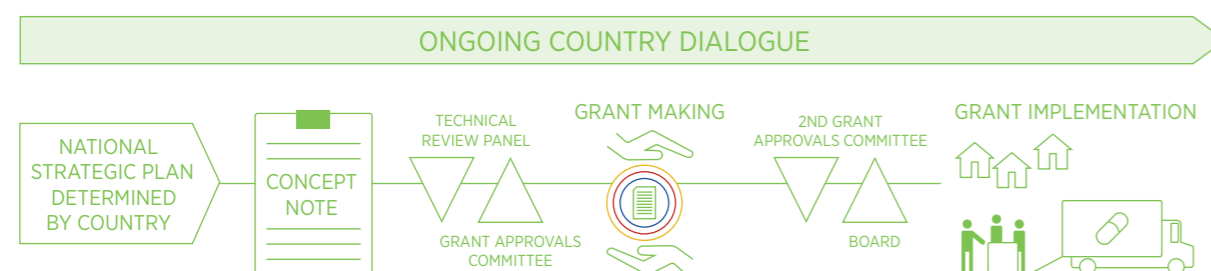 ONGOING COUNTRY DIALOGUE
NATIONAL
STRATEGIC PLAN
DETERMINED
BY COUNTRY
CONCEPT
NOTE
TECHNICAL
REVIEW PANEL
GRANT APPROVALS
COMMITTEE
GRANT MAKING
2ND GRANT
APPROVALS COMMITTEE
BOARD
GRANT IMPLEMENTATION